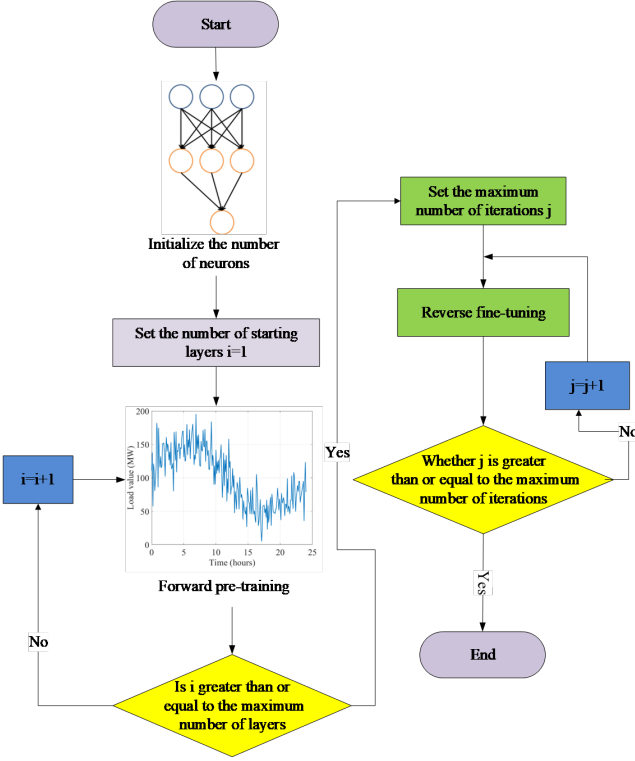 Start
Initialize the number
of neurons
Set the number of starting
layers i=1
i=i+1
Load value (MW)
200
150
100
50
0
0 5 10 15 20 25
Time (hours)
Forward pre-training
No
Is i greater than or
equal to the maximum
number of layers
Yes
Set the maximum
number of iterations j
Reverse fine-tuning
j=j+1
No
Whether j is greater
than or equal to the maximum
number of iterations
Yes
End